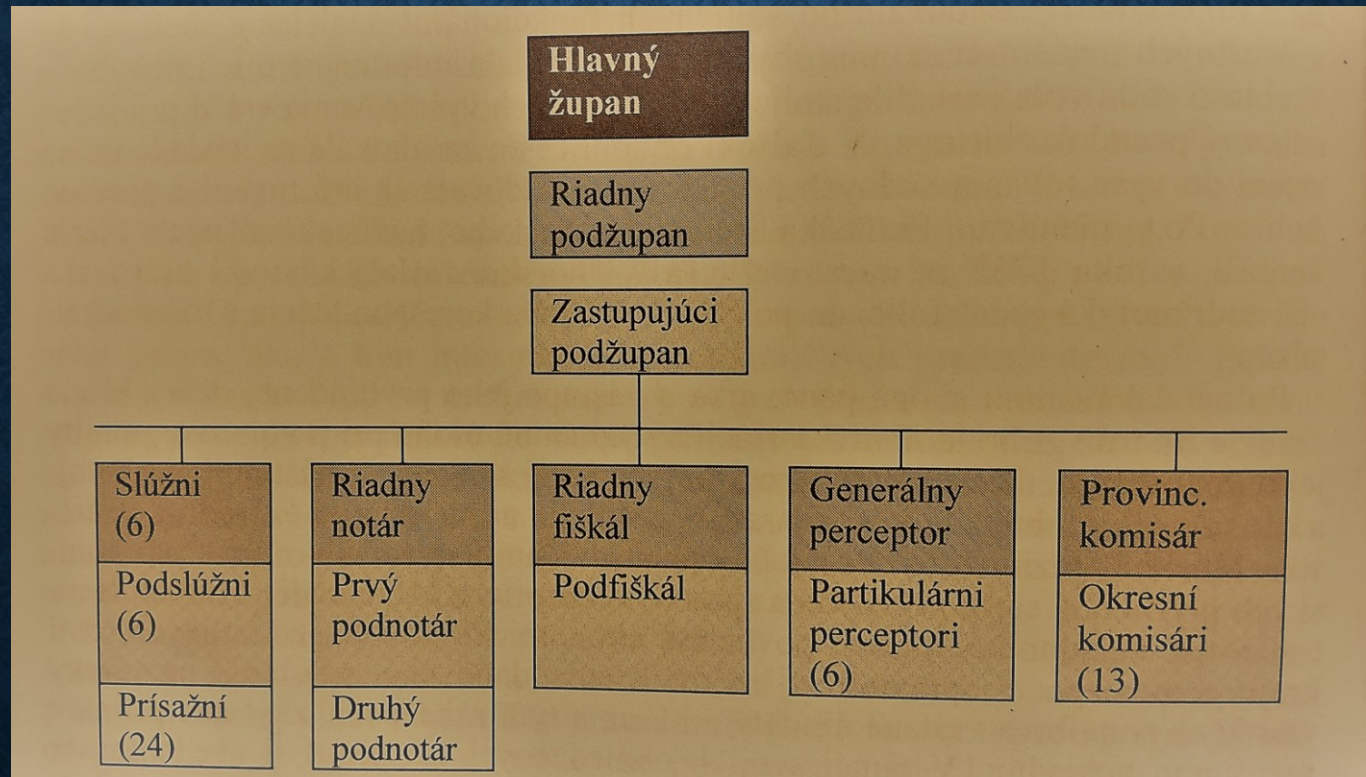 Hlavný
župan
Riadny
podžupan
Zastupujúci
podžupan
Slúžni
(6)
Podslúžni
(6)
Prísažní
(24)
Riadny
notár
Prvý
podnotár
Druhý
podnotár
Riadny
fiškál
Podfiškál
Generálny
perceptor
Partikulárni
perceptori
(6)
Provinc.
komisár
Okresní
komisári
(13)